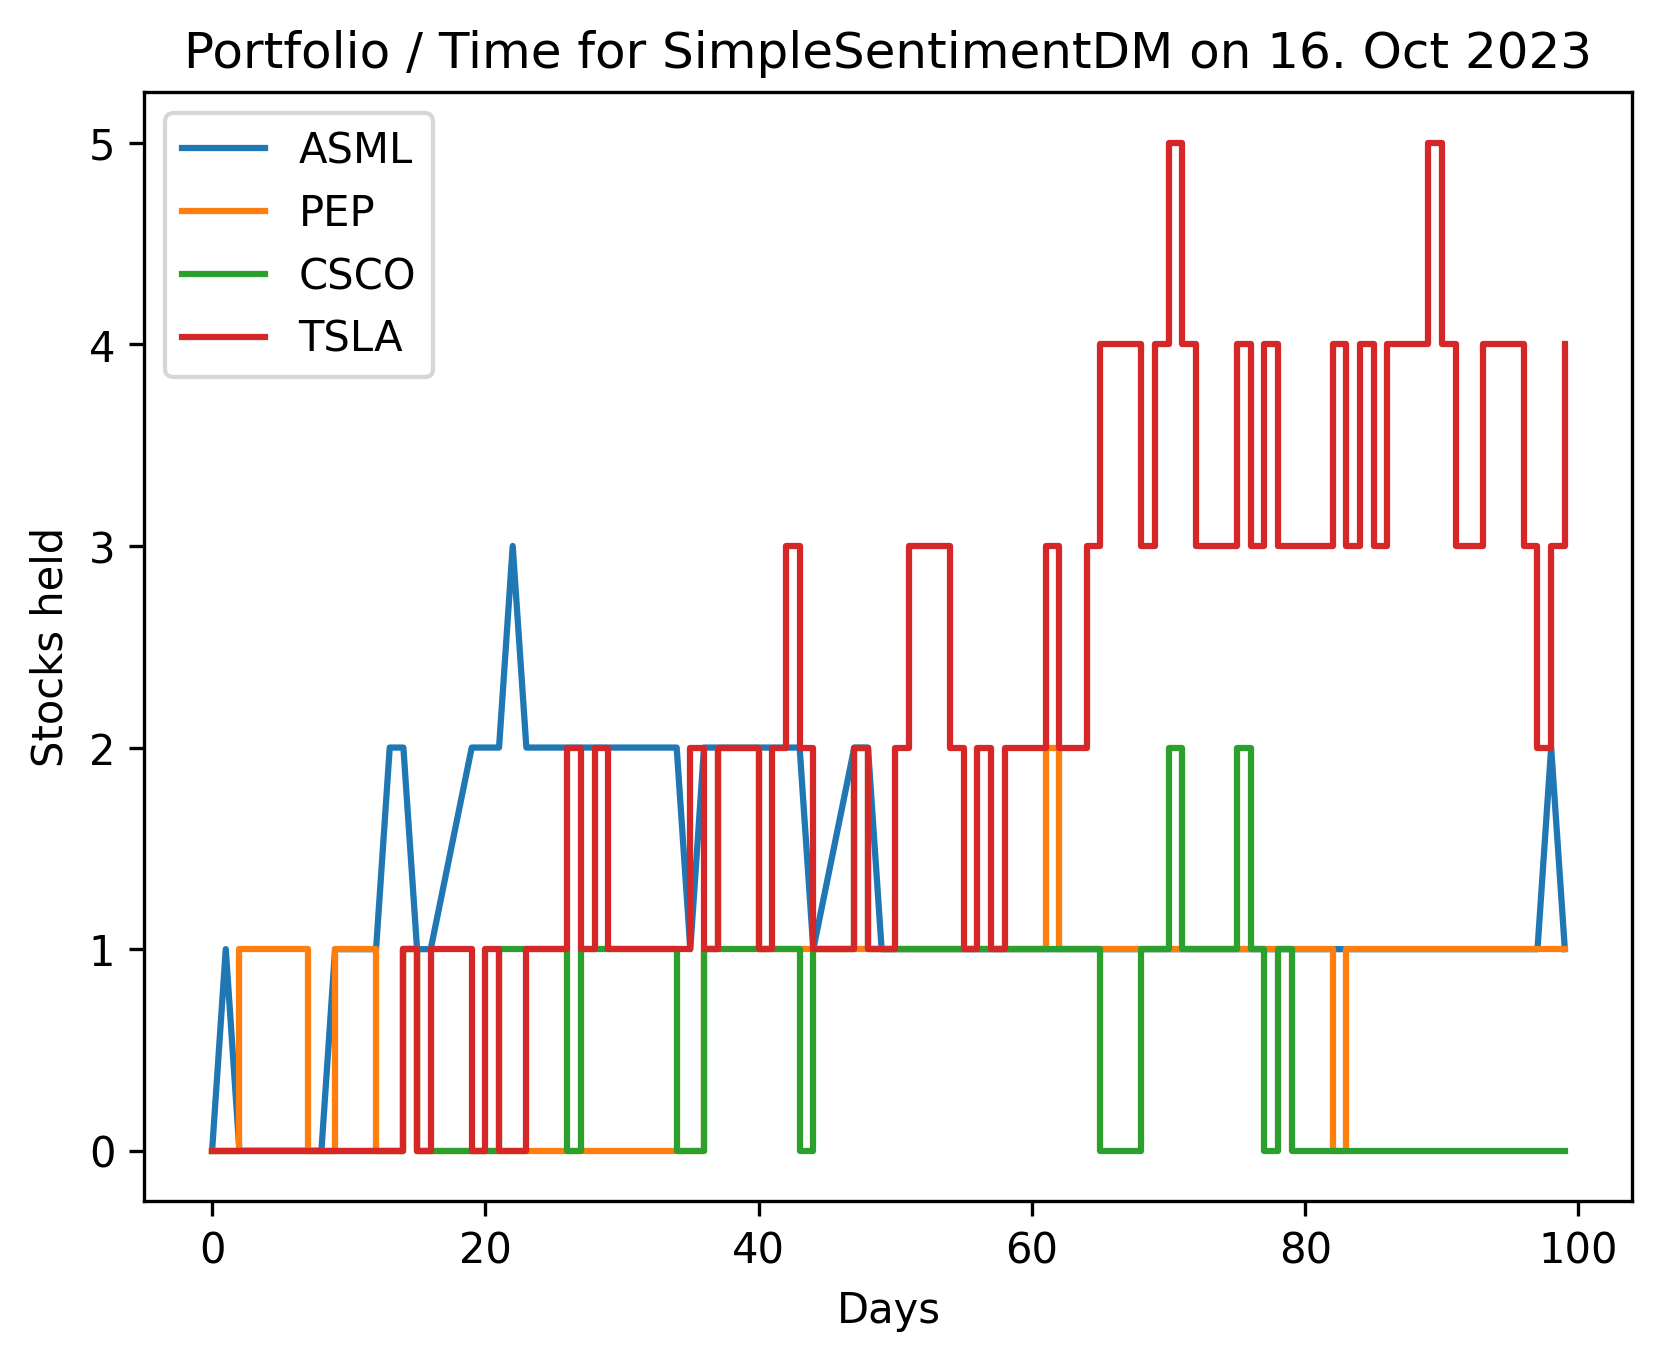 Portfolio / Time for SimpleSentimentDM on 16. Oct 2023
ASML
PEP
CSCO
TSLA
Stocks held
5
4
3
2
1
0
0 20 40 60 80 100
Days